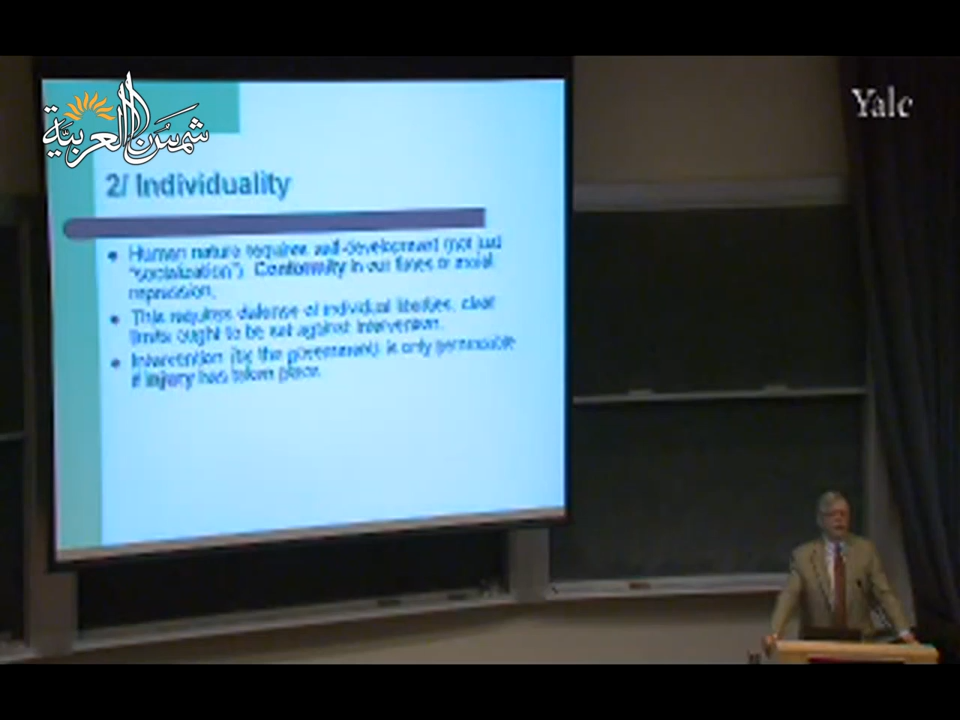 شمس العربية
Yale
2/ Individuality
Human nature requires self-development (not just
"socialization"). Conformity in our times or moral
repression.
This requires defense of individual liberties, clear
limits ought to be set against intervention.
Intervention (by the government) is only permissible
if injury has taken place.